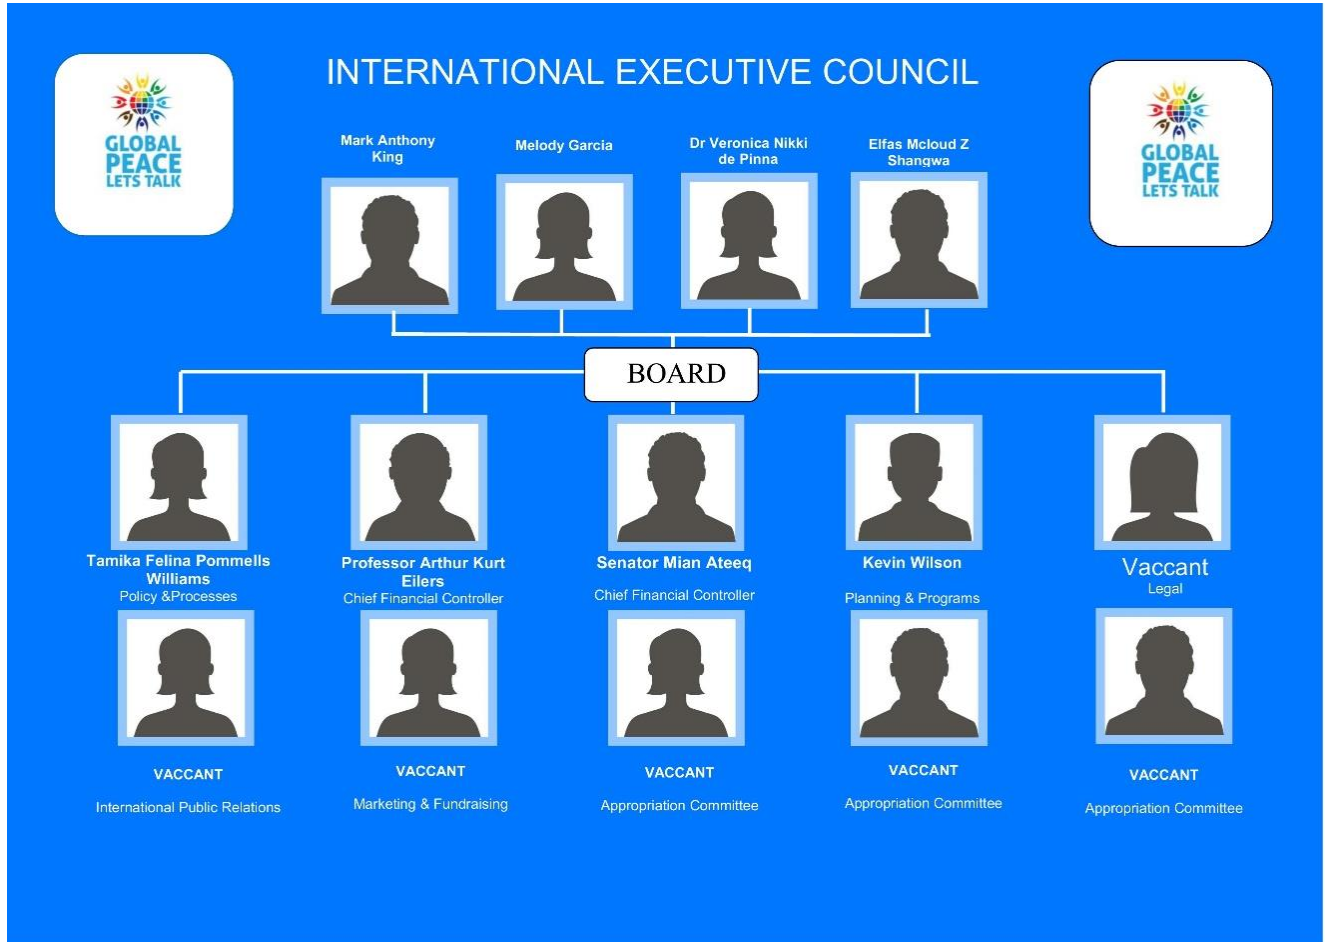 INTERNATIONAL EXECUTIVE COUNCIL
GLOBAL
PEACE
LETS TALK
GLOBAL
PEACE
LETS TALK
Mark Anthony
King
Melody Garcia
Dr Veronica Nikki
de Pinna
Elfas Mcloud Z
Shangwa
BOARD
Tamika Felina Pommells
Williams
Policy &Processes
Professor Arthur Kurt
Eilers
Chief Financial Controller
Senator Mian Ateeq
Chief Financial Controller
Kevin Wilson
Planning & Programs
Vaccant
Legal
VACCANT
International Public Relations
VACCANT
Marketing & Fundraising
VACCANT
Appropriation Committee
VACCANT
Appropriation Committee
VACCANT
Appropriation Committee